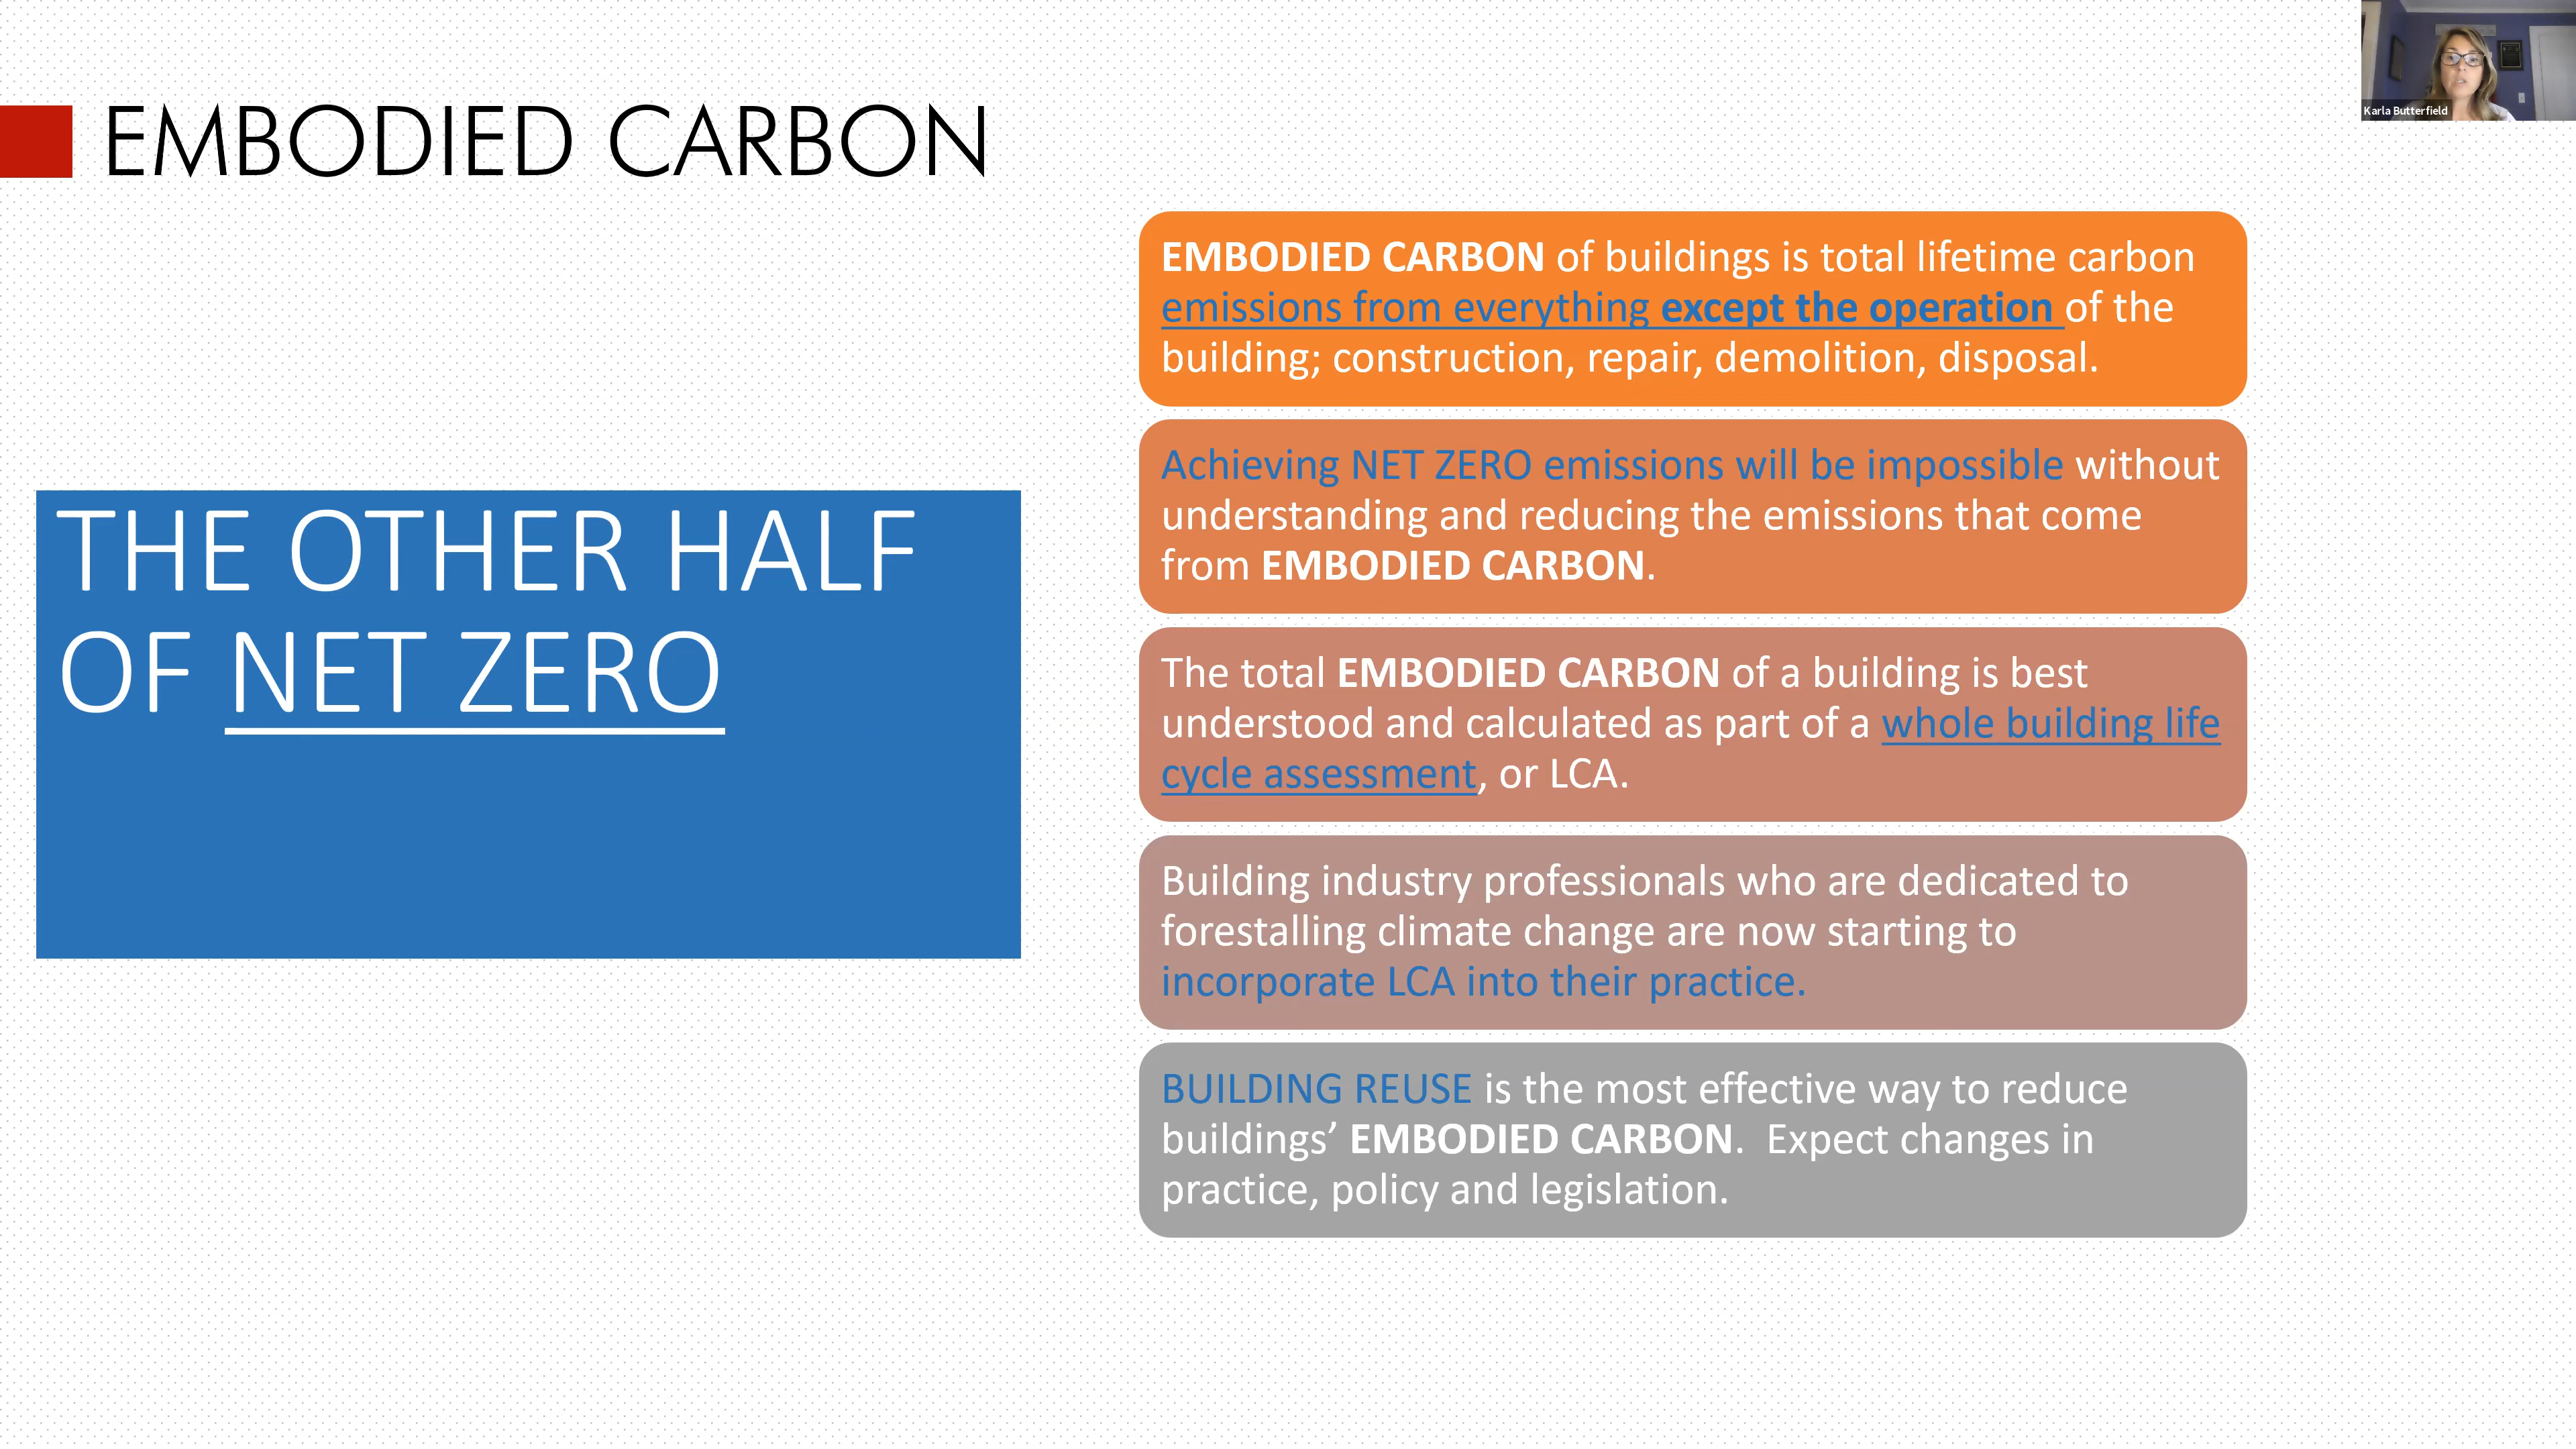 EMBODIED CARBON
THE OTHER HALF
OF NET ZERO
EMBODIED CARBON of buildings is total lifetime carbon
emissions from everything except the operation of the
building; construction, repair, demolition, disposal.
Achieving NET ZERO emissions will be impossible without
understanding and reducing the emissions that come
from EMBODIED CARBON.
The total EMBODIED CARBON of a building is best
understood and calculated as part of a whole building life
cycle assessment, or LCA.
Building industry professionals who are dedicated to
forestalling climate change are now starting to
incorporate LCA into their practice.
BUILDING REUSE is the most effective way to reduce
buildings’ EMBODIED CARBON.  Expect changes in
practice, policy and legislation.
Karla Butterfield